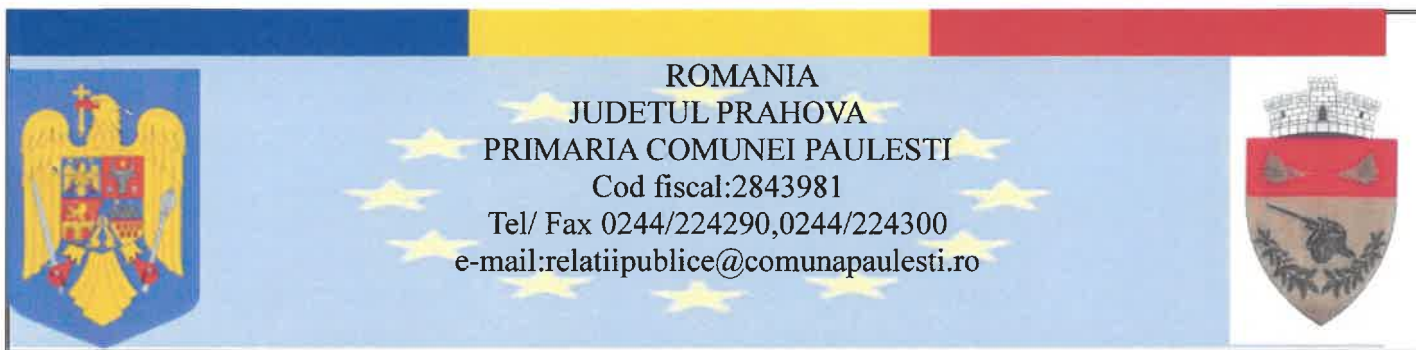 ROMANIA
JUDETUL PRAHOVA
PRIMARIA COMUNEI PAULESTI
Cod fiscal:2843981
Tel/ Fax 0244/224290,0244/224300
e-mail:relatiipublice@comunapaulesti.ro